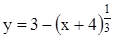 y = 3 − (x + 4)^{1/3}